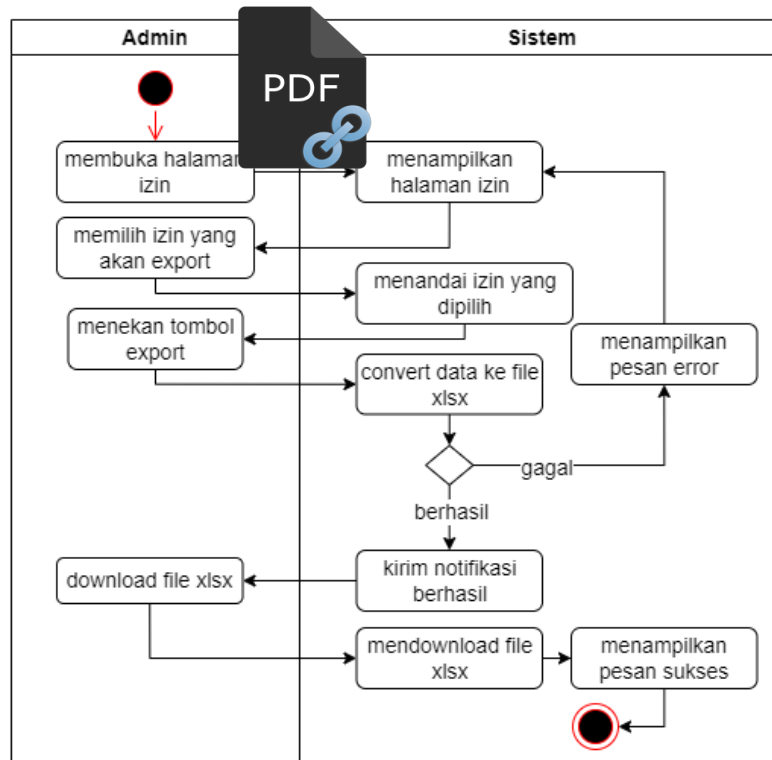 Admin
Sistem
PDF
membuka halaman
izin
menampilkan
halaman izin
memilih izin yang
akan export
menandai izin yang
dipilih
menekan tombol
export
menampilkan
pesan error
convert data ke file
xlsx
gagal
berhasil
download file xlsx
kirim notifikasi
berhasil
mendownload file
xlsx
menampilkan
pesan sukses